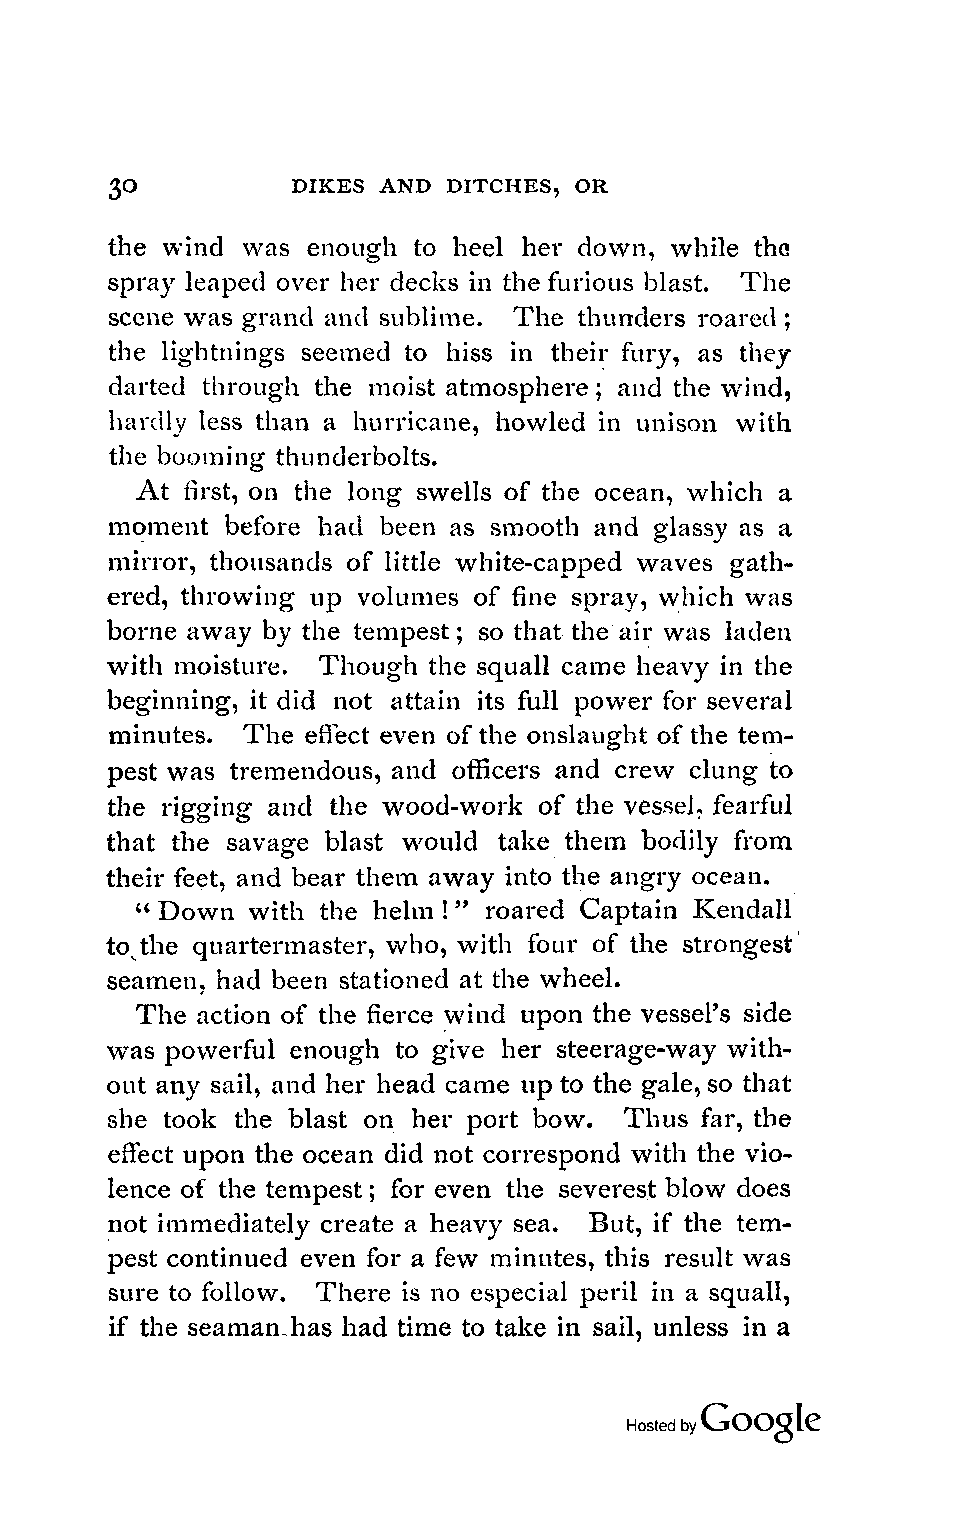 30 DIKES AND DITCHES, OR
the wind was enough to heel her down, while the
spray leaped over her decks in the furious blast. The
scene was grand and sublime. The thunders roared;
the lightnings seemed to hiss in their fury, as they
darted through the moist atmosphere; and the wind,
hardly less than a hurricane, howled in unison with
the booming thunderbolts.
At first, on the long swells of the ocean, which a
moment before had been as smooth and glassy as a
mirror, thousands of little white-capped waves gath-
ered, throwing up volumes of fine spray, which was
borne away by the tempest; so that the air was laden
with moisture. Though the squall came heavy in the
beginning, it did not attain its full power for several
minutes. The effect even of the onslaught of the tem-
pest was tremendous, and officers and crew clung to
the rigging and the wood-work of the vessel, fearful
that the savage blast would take them bodily from
their feet, and bear them away into the angry ocean.
"Down with the helm!" roared Captain Kendall
to the quartermaster, who, with four of the strongest
seamen, had been stationed at the wheel.
The action of the fierce wind upon the vessel's side
was powerful enough to give her steerage-way with-
out any sail, and her head came up to the gale, so that
she took the blast on her port bow. Thus far, the
effect upon the ocean did not correspond with the vio-
lence of the tempest; for even the severest blow does
not immediately create a heavy sea. But, if the tem-
pest continued even for a few minutes, this result was
sure to follow. There is no especial peril in a squall,
if the seaman has had time to take in sail, unless in a
Hosted by Google